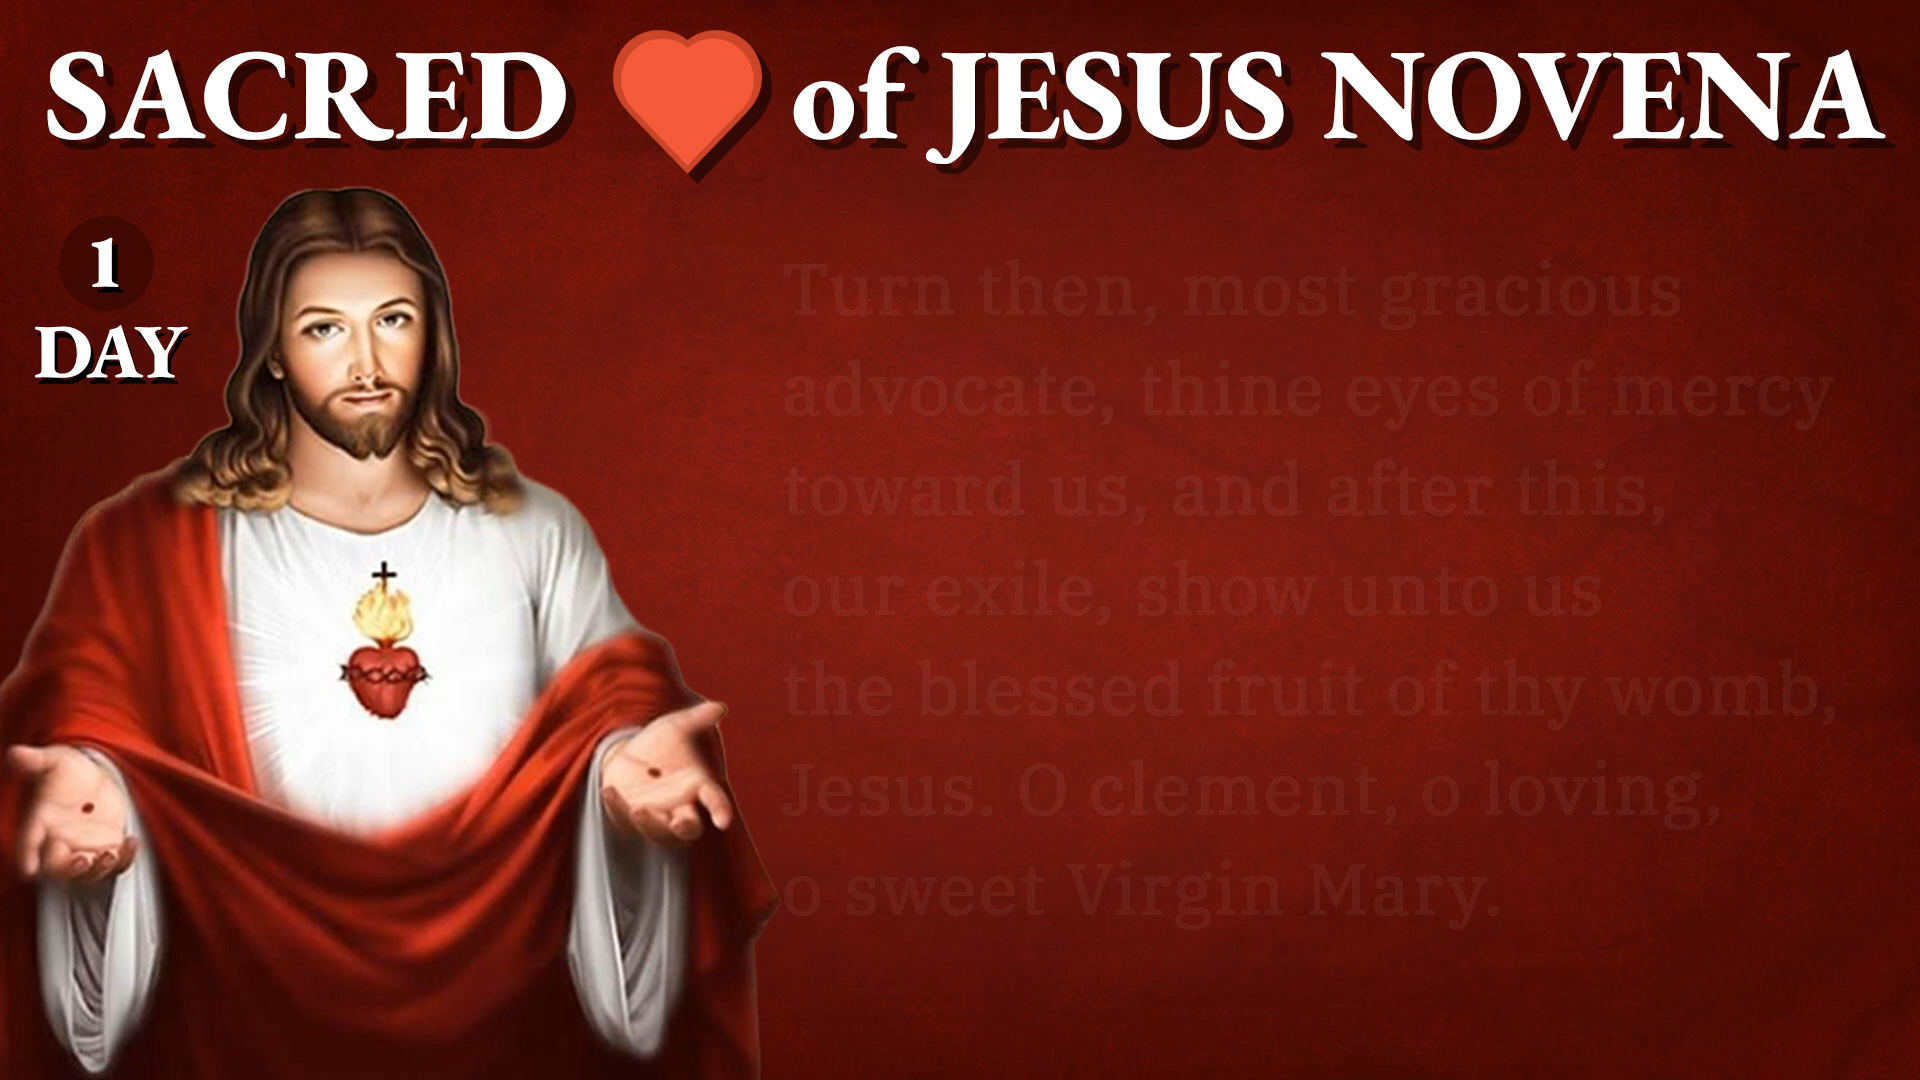 SACRED of JESUS NOVENA
1
DAY
Turn then, most gracious
advocate, thine eyes of mercy
toward us, and after this,
our exile, show unto us
the blessed fruit of thy womb,
Jesus. O clement, o loving,
o sweet Virgin Mary.